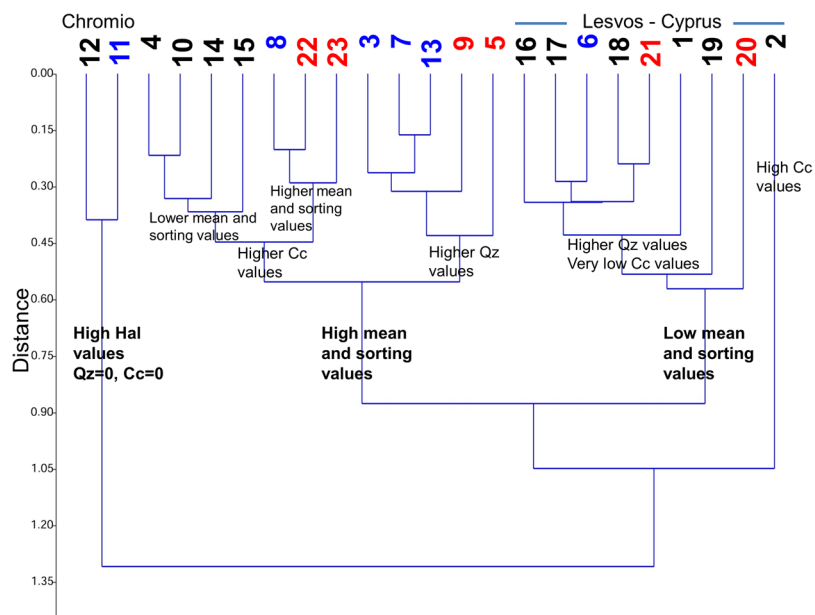 Chromio
Lesvos - Cyprus
12 11 4 10 14 15 8 22 23 3 7 13 9 5 16 17 6 18 21 1 19 20 2
0.00
0.15
0.30
0.45
0.60
0.75
0.90
1.05
1.20
1.35
Distance
High Cc
values
Higher mean
and sorting
values
Lower mean and
sorting values
Higher Cc
values
Higher Qz
values
Higher Qz values
Very low Cc values
High Hal
values
Qz=0, Cc=0
High mean
and sorting
values
Low mean
and sorting
values